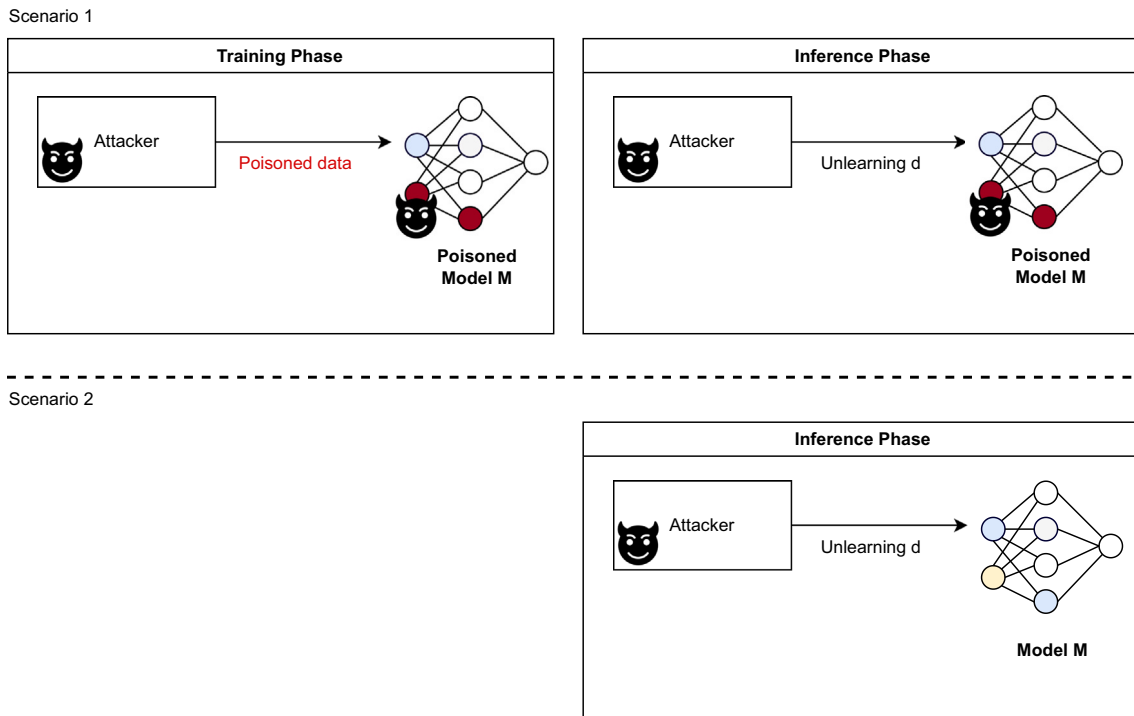 Scenario 1
Training Phase
Attacker
Poisoned data
Poisoned
Model M
Inference Phase
Attacker
Unlearning d
Poisoned
Model M
Scenario 2
Inference Phase
Attacker
Unlearning d
Model M